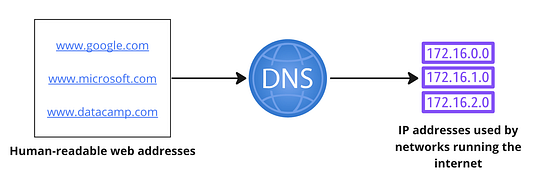 www.google.com
www.microsoft.com
www.datacamp.com
Human-readable web addresses
DNS
172.16.0.0
172.16.1.0
172.16.2.0
IP addresses used by
networks running the
internet